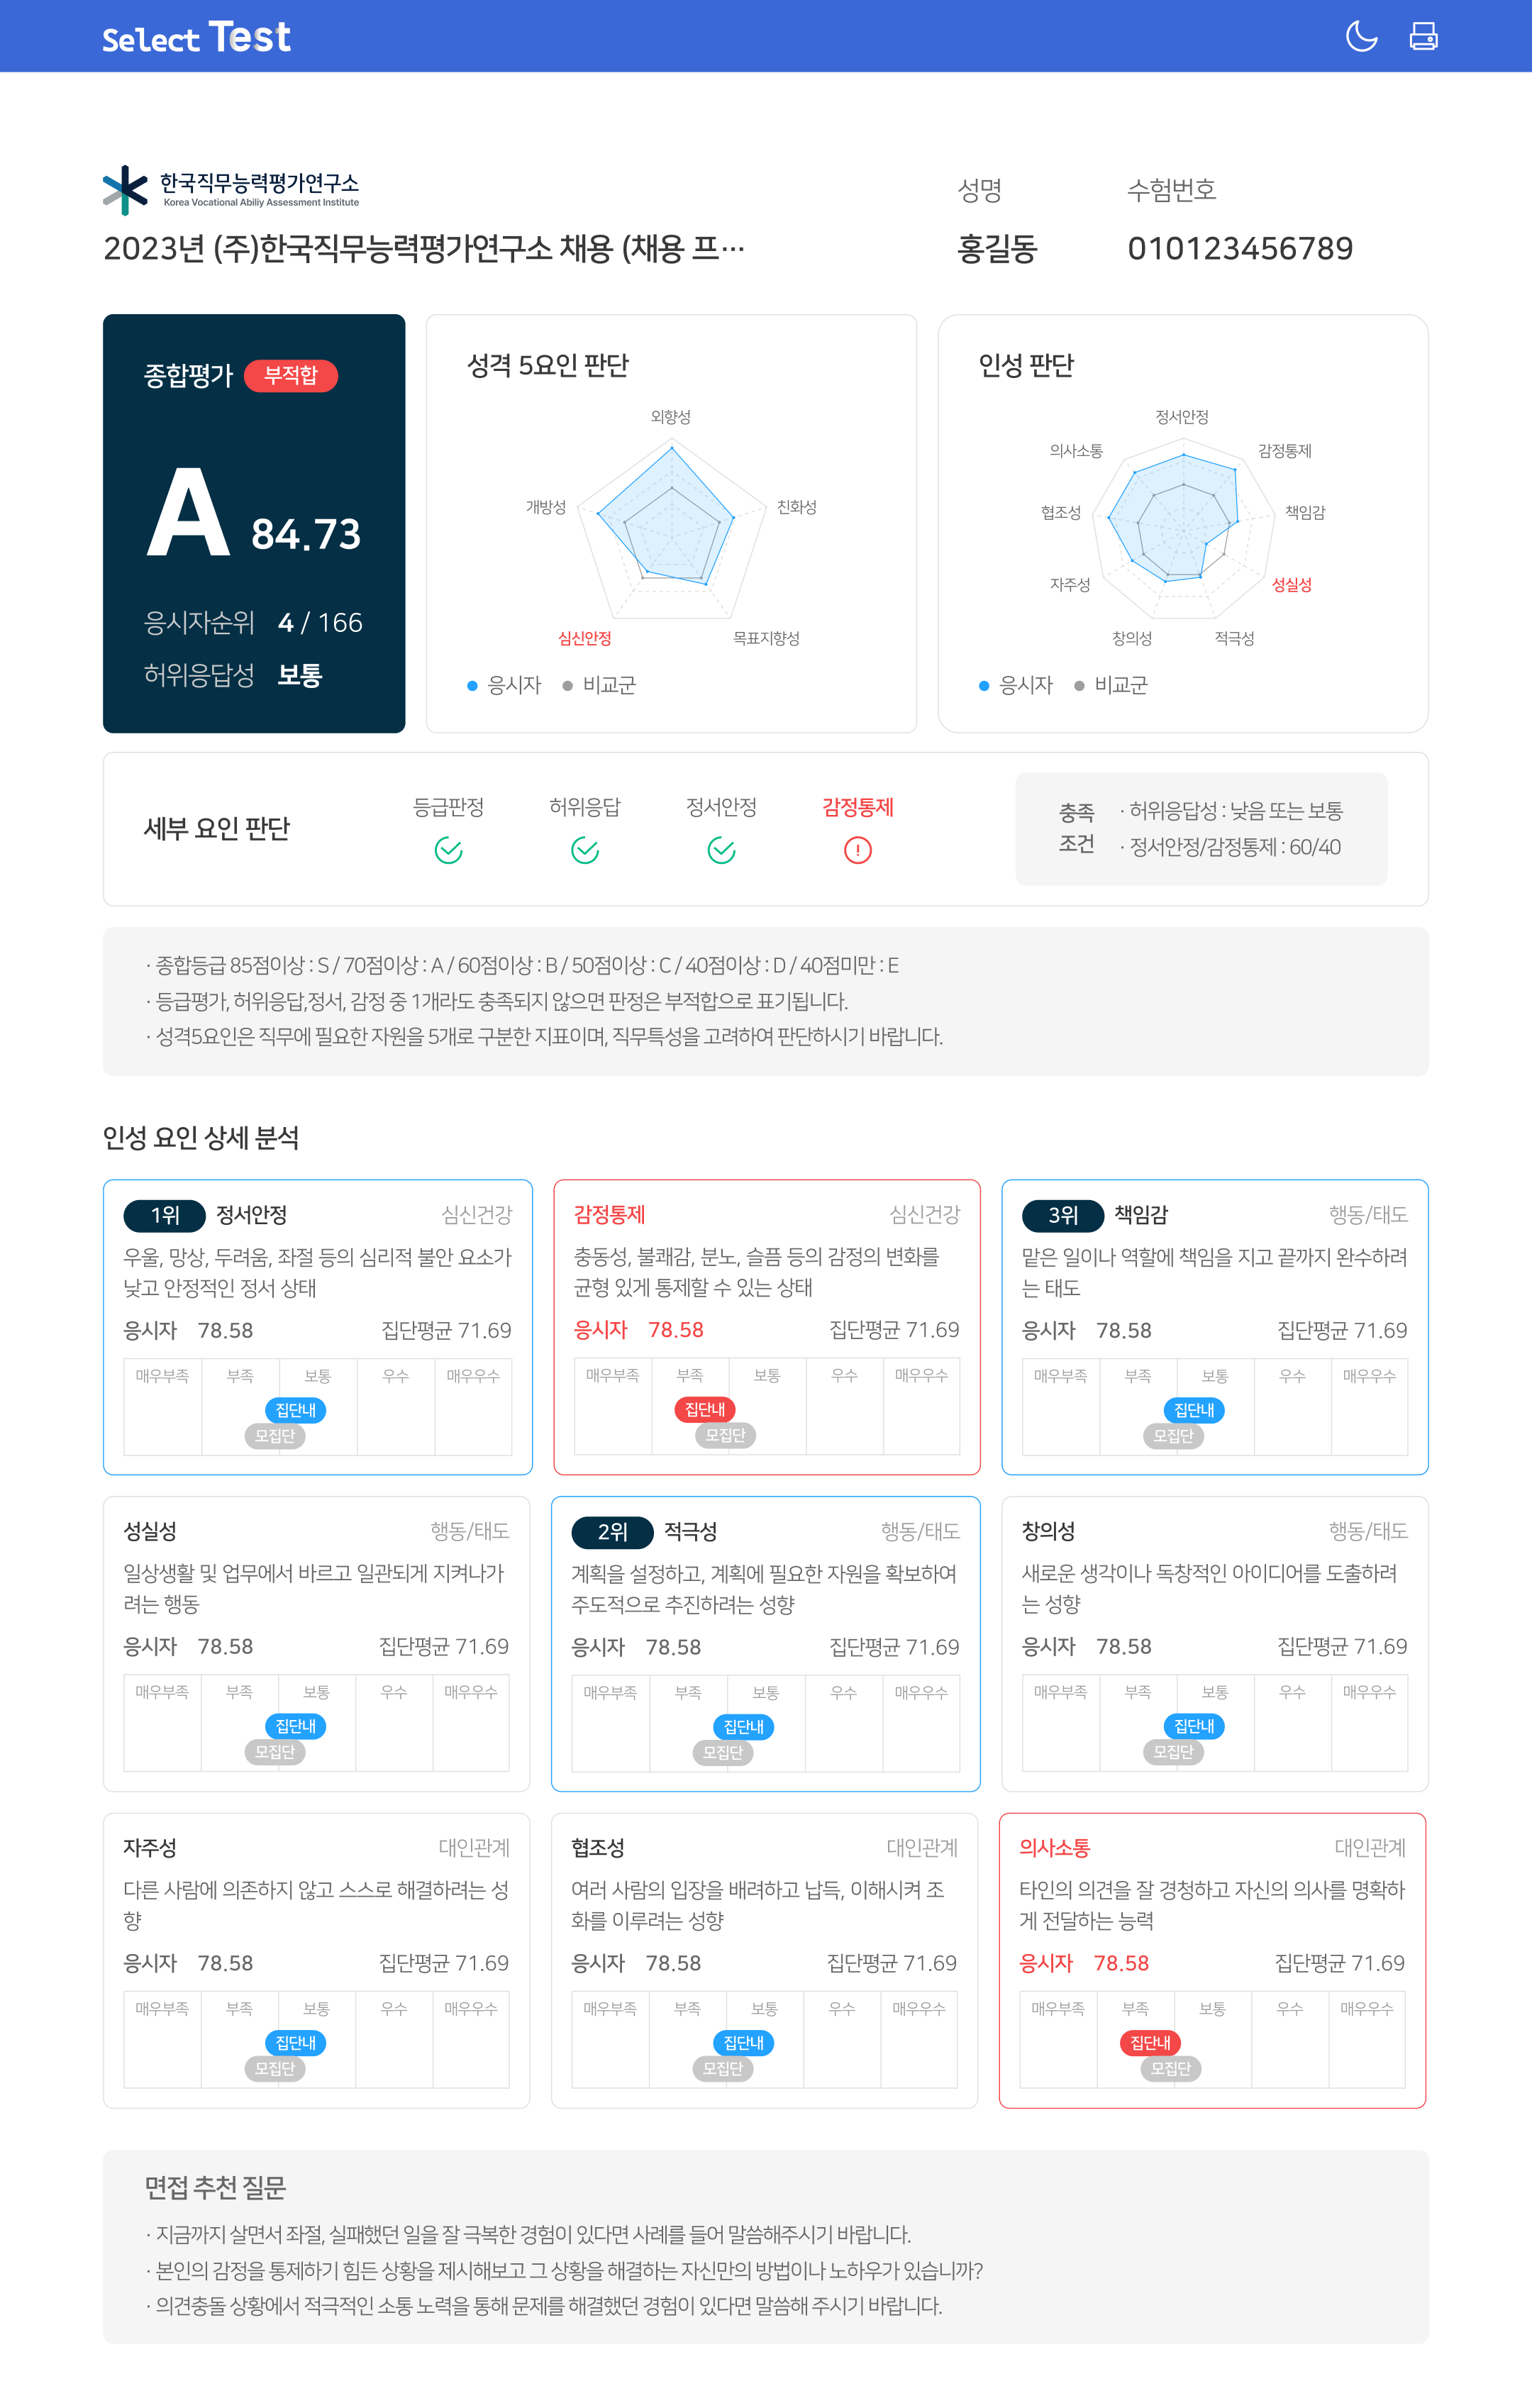 Select Test
한국직무능력평가연구소
Korea Vocational Abiliy Assessment Institute
2023년 (주)한국직무능력평가연구소 채용 (채용 프…
성명
홍길동
수험번호
010123456789
종합평가 부적합
A 84.73
응시자순위 4 / 166
허위응답성 보통
성격 5요인 판단
외향성
개방성
친화성
심신안정
목표지향성
응시자 비교군
인성 판단
정서안정
의사소통
감정통제
협조성
책임감
자주성
성실성
창의성
적극성
응시자 비교군
세부 요인 판단
등급판정 허위응답 정서안정 감정통제
충족
조건
· 허위응답성 : 낮음 또는 보통
· 정서안정/감정통제 : 60/40
· 종합등급 85점이상 : S / 70점이상 : A / 60점이상 : B / 50점이상 : C / 40점이상 : D / 40점미만 : E
· 등급평가, 허위응답,정서, 감정 중 1개라도 충족되지 않으면 판정은 부적합으로 표기됩니다.
· 성격5요인은 직무에 필요한 자원을 5개로 구분한 지표이며, 직무특성을 고려하여 판단하시기 바랍니다.
인성 요인 상세 분석
1위 정서안정 심신건강
우울, 망상, 두려움, 좌절 등의 심리적 불안 요소가
낮고 안정적인 정서 상태
응시자 78.58 집단평균 71.69
매우부족 부족 보통 우수 매우우수
집단내
모집단
감정통제 심신건강
충동성, 불쾌감, 분노, 슬픔 등의 감정의 변화를
균형 있게 통제할 수 있는 상태
응시자 78.58 집단평균 71.69
매우부족 부족 보통 우수 매우우수
집단내
모집단
3위 책임감 행동/태도
맡은 일이나 역할에 책임을 지고 끝까지 완수하려
는 태도
응시자 78.58 집단평균 71.69
매우부족 부족 보통 우수 매우우수
집단내
모집단
성실성 행동/태도
일상생활 및 업무에서 바르고 일관되게 지켜나가
려는 행동
응시자 78.58 집단평균 71.69
매우부족 부족 보통 우수 매우우수
집단내
모집단
2위 적극성 행동/태도
계획을 설정하고, 계획에 필요한 자원을 확보하여
주도적으로 추진하려는 성향
응시자 78.58 집단평균 71.69
매우부족 부족 보통 우수 매우우수
집단내
모집단
창의성 행동/태도
새로운 생각이나 독창적인 아이디어를 도출하려
는 성향
응시자 78.58 집단평균 71.69
매우부족 부족 보통 우수 매우우수
집단내
모집단
자주성 대인관계
다른 사람에 의존하지 않고 스스로 해결하려는 성
향
응시자 78.58 집단평균 71.69
매우부족 부족 보통 우수 매우우수
집단내
모집단
협조성 대인관계
여러 사람의 입장을 배려하고 납득, 이해시켜 조
화를 이루려는 성향
응시자 78.58 집단평균 71.69
매우부족 부족 보통 우수 매우우수
집단내
모집단
의사소통 대인관계
타인의 의견을 잘 경청하고 자신의 의사를 명확하
게 전달하는 능력
응시자 78.58 집단평균 71.69
매우부족 부족 보통 우수 매우우수
집단내
모집단
면접 추천 질문
· 지금까지 살면서 좌절, 실패했던 일을 잘 극복한 경험이 있다면 사례를 들어 말씀해주시기 바랍니다.
· 본인의 감정을 통제하기 힘든 상황을 제시해보고 그 상황을 해결하는 자신만의 방법이나 노하우가 있습니까?
· 의견충돌 상황에서 적극적인 소통 노력을 통해 문제를 해결했던 경험이 있다면 말씀해 주시기 바랍니다.